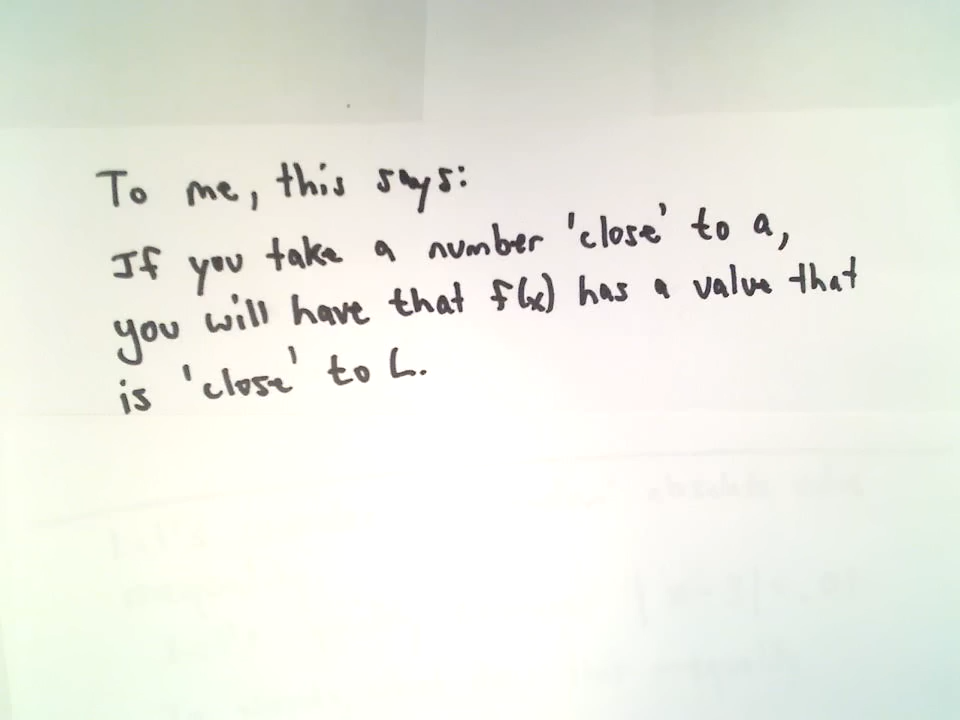 To me, this says:
If you take a number 'close' to a,
you will have that f(x) has a value that
is 'close' to L.